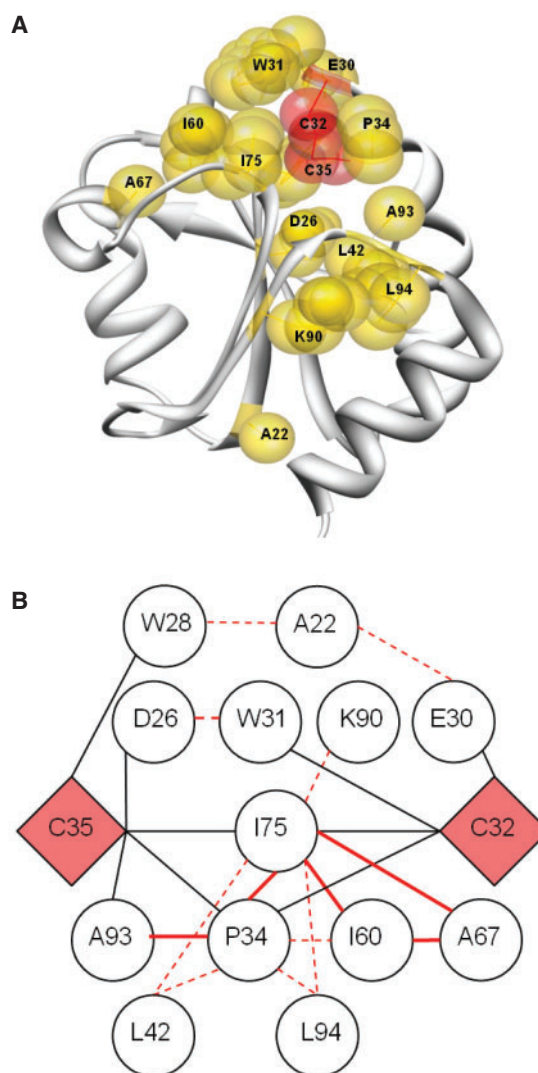 A
W31 E30
C32 P34
I60
I75 C35
A67
A93
D26
L42
L94
K90
A22
B
W28 A22
D26 W31 K90 E30
C35 I75 C32
A93 P34 I60 A67
L42 L94